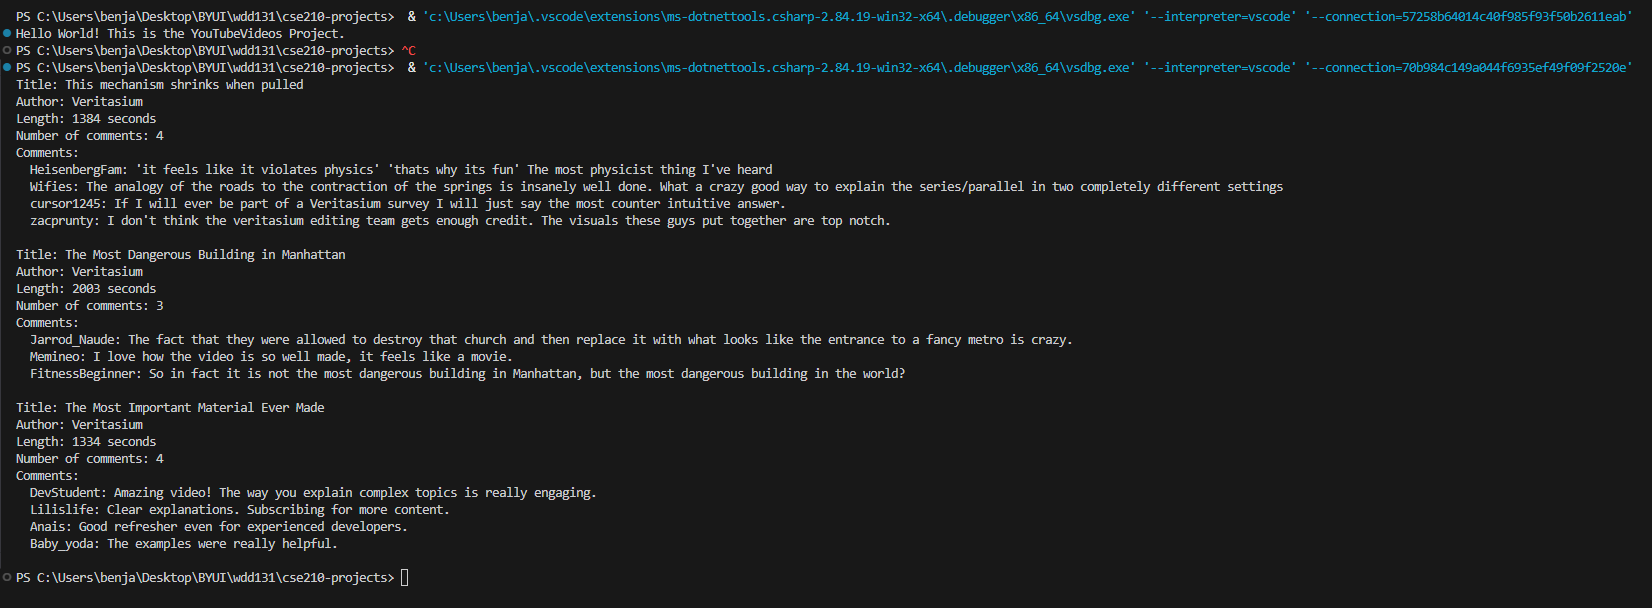 PS C:\Users\benja\Desktop\BYUI\wdd131\cse210-projects>  & 'c:\Users\benja\.vscode\extensions\ms-dotnettools.csharp-2.84.19-win32-x64\.debugger\x86_64\vsdbg.exe' '--interpreter=vscode' '--connection=57258b64014c40f985f93f50b2611eab'
Hello World! This is the YouTubeVideos Project.
PS C:\Users\benja\Desktop\BYUI\wdd131\cse210-projects> ^C
PS C:\Users\benja\Desktop\BYUI\wdd131\cse210-projects>  & 'c:\Users\benja\.vscode\extensions\ms-dotnettools.csharp-2.84.19-win32-x64\.debugger\x86_64\vsdbg.exe' '--interpreter=vscode' '--connection=70b984c149a044f6935ef49f09f2520e'
Title: This mechanism shrinks when pulled
Author: Veritasium
Length: 1384 seconds
Number of comments: 4
Comments:
  HeisenbergFam: 'it feels like it violates physics' 'thats why its fun' The most physicist thing I've heard
  Wifies: The analogy of the roads to the contraction of the springs is insanely well done. What a crazy good way to explain the series/parallel in two completely different settings
  cursor1245: If I will ever be part of a Veritasium survey I will just say the most counter intuitive answer.
  zacprunty: I don't think the veritasium editing team gets enough credit. The visuals these guys put together are top notch.

Title: The Most Dangerous Building in Manhattan
Author: Veritasium
Length: 2003 seconds
Number of comments: 3
Comments:
  Jarrod_Naude: The fact that they were allowed to destroy that church and then replace it with what looks like the entrance to a fancy metro is crazy.
  Memineo: I love how the video is so well made, it feels like a movie.
  FitnessBeginner: So in fact it is not the most dangerous building in Manhattan, but the most dangerous building in the world?

Title: The Most Important Material Ever Made
Author: Veritasium
Length: 1334 seconds
Number of comments: 4
Comments:
  DevStudent: Amazing video! The way you explain complex topics is really engaging.
  Lilislife: Clear explanations. Subscribing for more content.
  Anais: Good refresher even for experienced developers.
  Baby_yoda: The examples were really helpful.

PS C:\Users\benja\Desktop\BYUI\wdd131\cse210-projects>